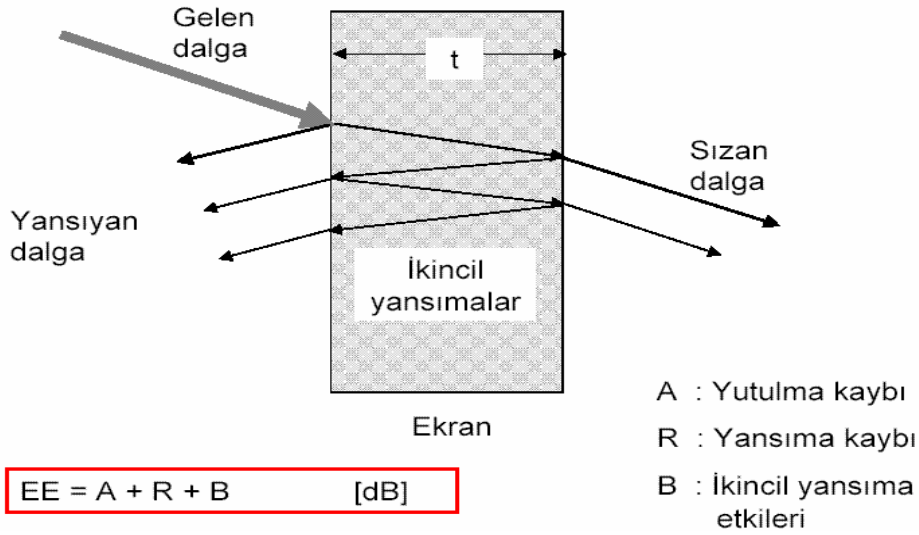 Gelen
dalga
t
Sızan
dalga
Yansıyan
dalga
İkincil
yansımalar
Ekran
A : Yutulma kaybı
R : Yansıma kaybı
B : İkincil yansıma
etkileri
EE = A + R + B [dB]